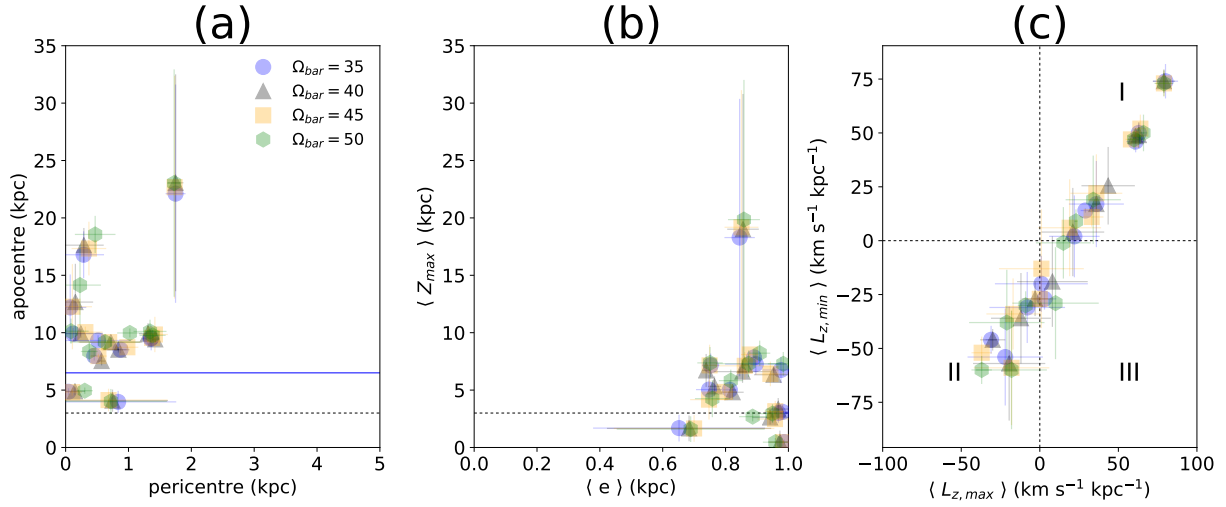 (a)
(b)
(c)
35
30
25
20
15
10
5
0
apocentre (kpc)
Ω_bar = 35
Ω_bar = 40
Ω_bar = 45
Ω_bar = 50
0 1 2 3 4 5
pericentre (kpc)
35
30
25
20
15
10
5
0
⟨ Z_max ⟩ (kpc)
0.0 0.2 0.4 0.6 0.8 1.0
⟨ e ⟩ (kpc)
75
50
25
0
−25
−50
−75
⟨ L_z,min ⟩ (km s⁻¹ kpc⁻¹)
I
II
III
−100 −50 0 50 100
⟨ L_z,max ⟩ (km s⁻¹ kpc⁻¹)